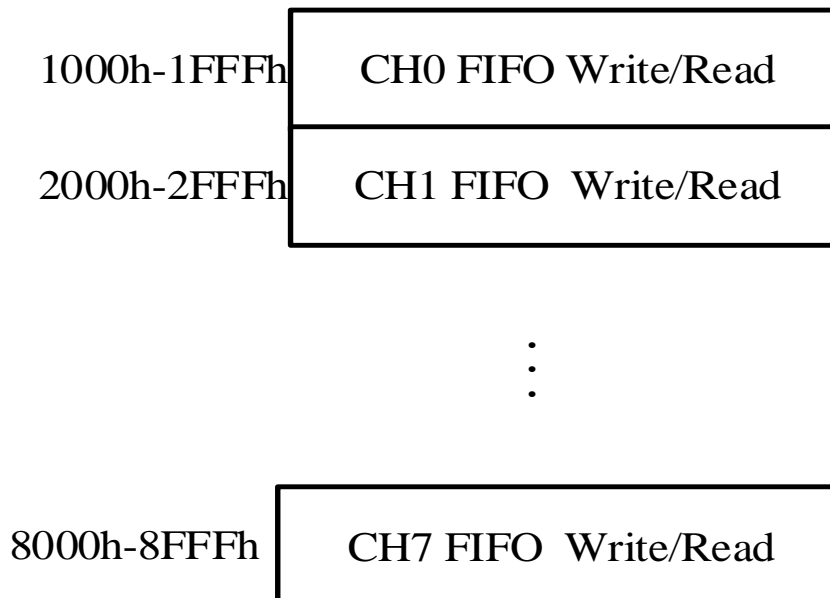 1000h-1FFFh CH0 FIFO Write/Read
2000h-2FFFh CH1 FIFO Write/Read
8000h-8FFFh CH7 FIFO Write/Read